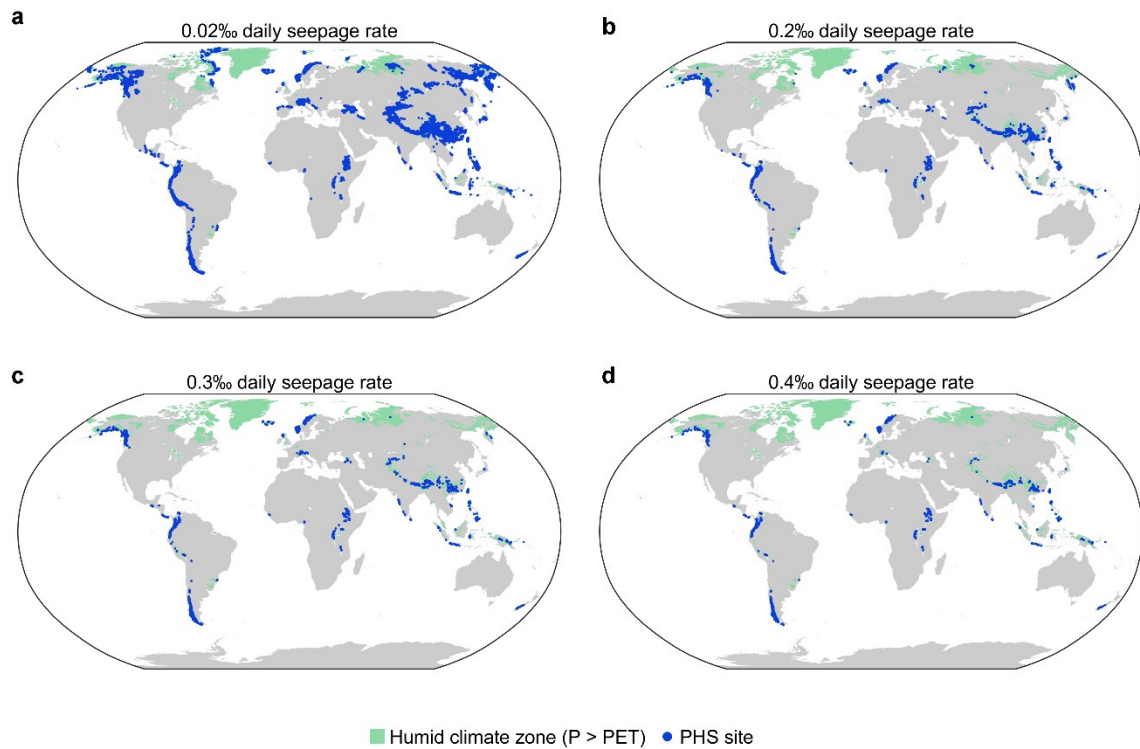 a
0.02‰ daily seepage rate
b
0.2‰ daily seepage rate
c
0.3‰ daily seepage rate
d
0.4‰ daily seepage rate
Humid climate zone (P > PET)
PHS site